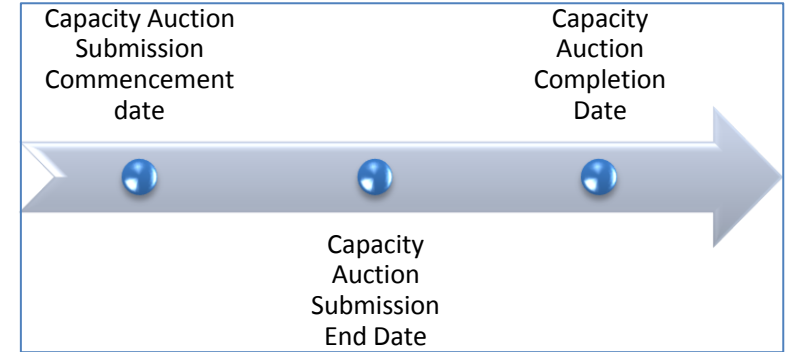 Capacity Auction
Submission
Commencement
date
Capacity
Auction
Submission
End Date
Capacity
Auction
Completion
Date